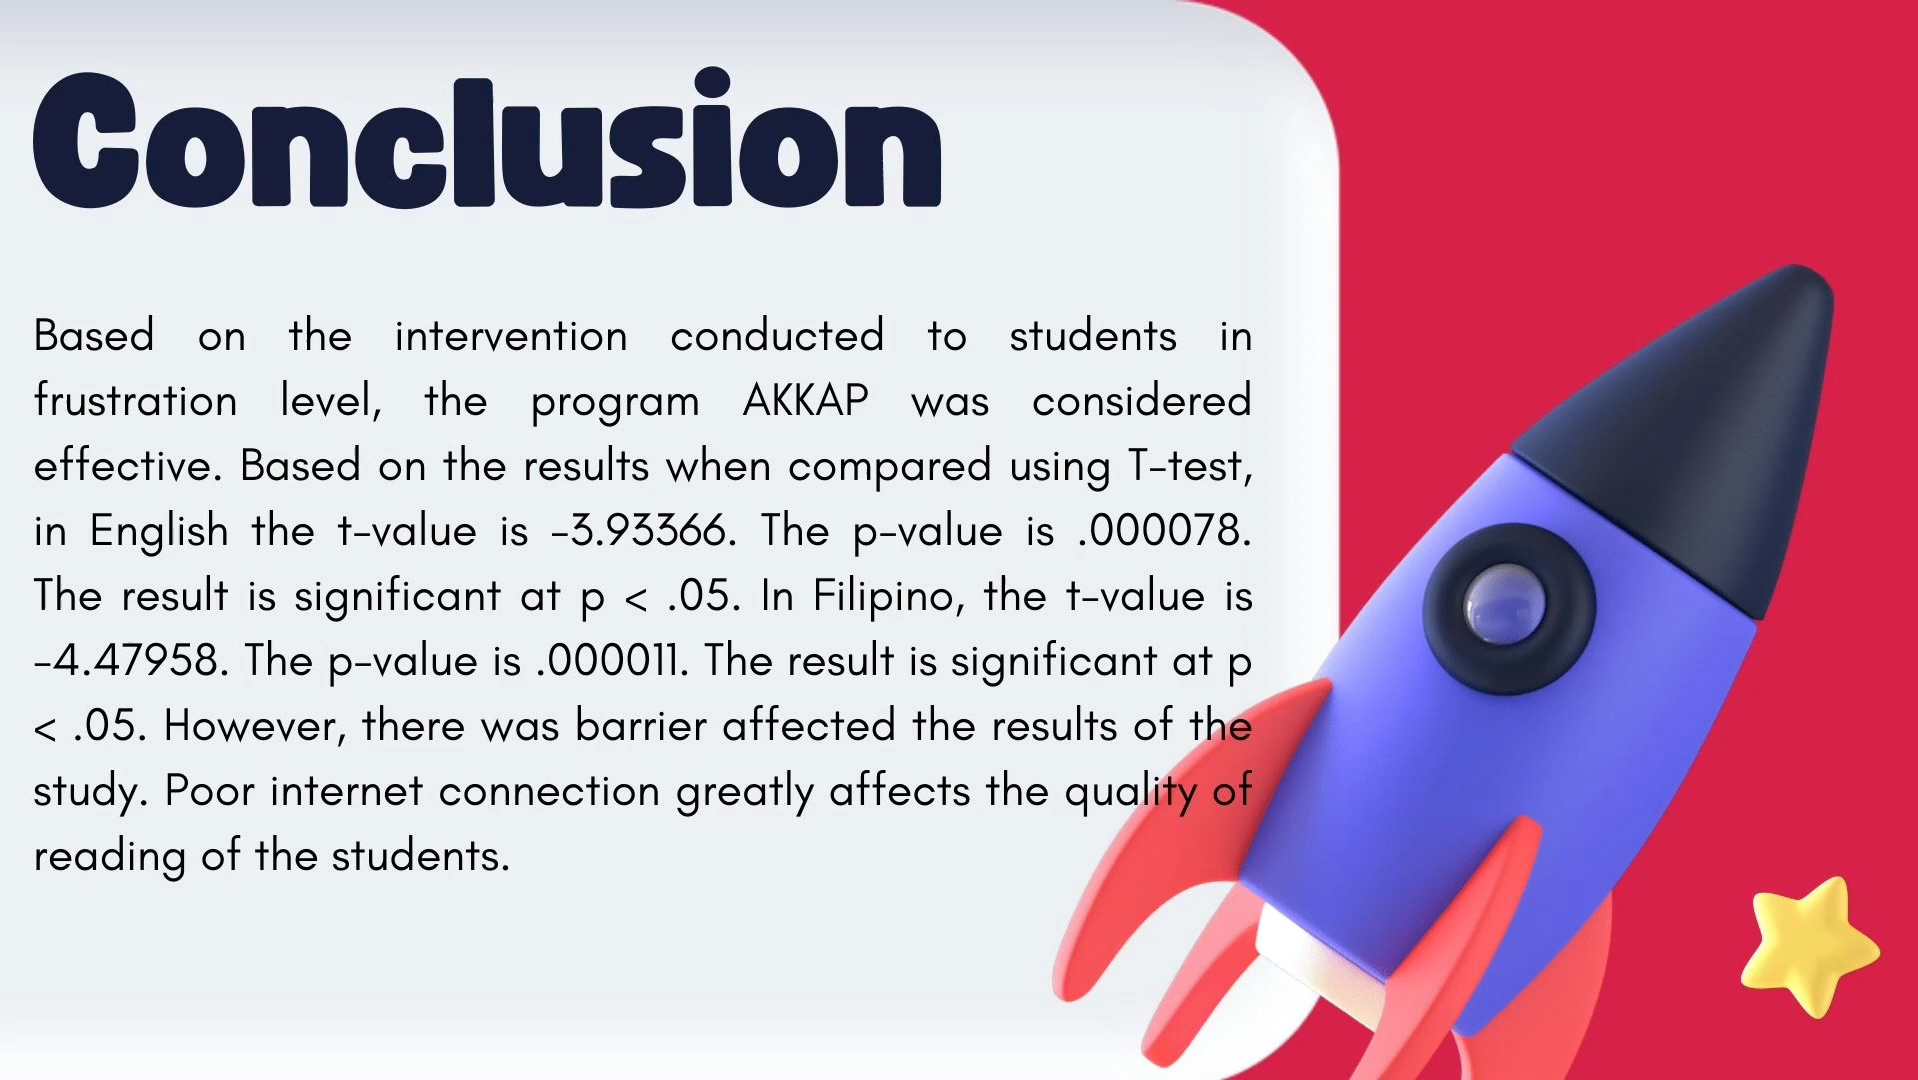 Conclusion
Based on the intervention conducted to students in
frustration level, the program AKKAP was considered
effective. Based on the results when compared using T-test,
in English the t-value is -3.93366. The p-value is .000078.
The result is significant at p < .05. In Filipino, the t-value is
-4.47958. The p-value is .000011. The result is significant at p
< .05. However, there was barrier affected the results of the
study. Poor internet connection greatly affects the quality of
reading of the students.